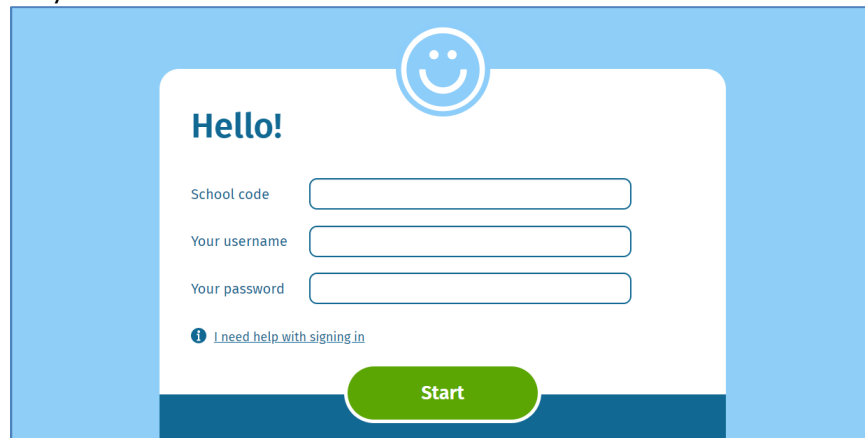 Hello!
School code
Your username
Your password
I need help with signing in
Start